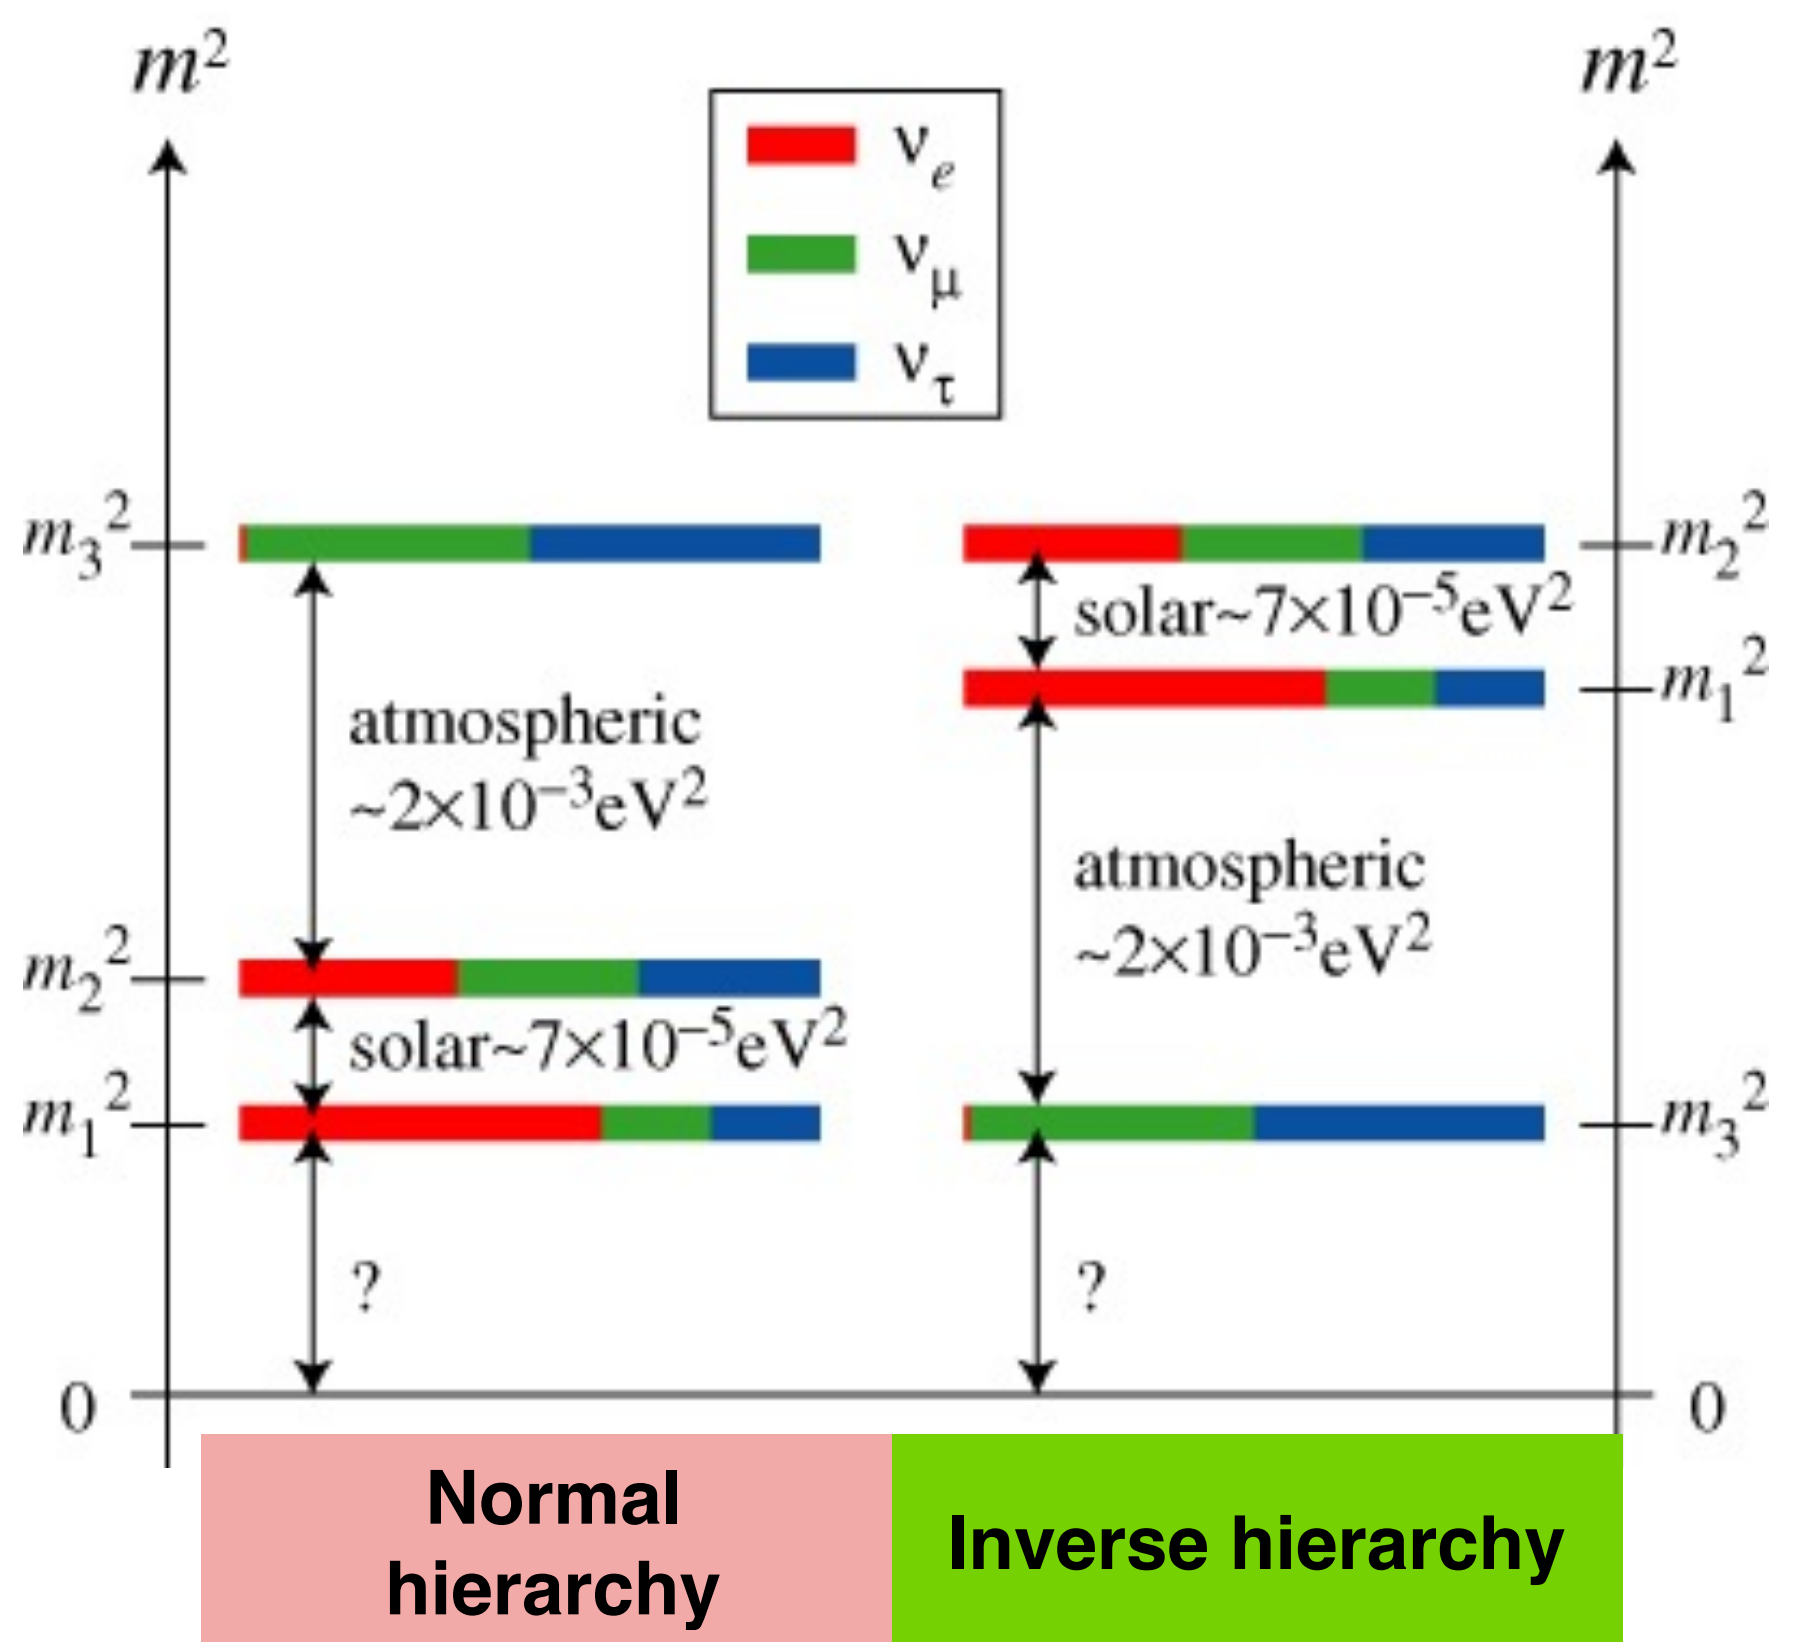 m²
m²
νe
νμ
ντ
m₃²
m₂²
solar~7×10⁻⁵eV²
m₁²
atmospheric
~2×10⁻³eV²
atmospheric
~2×10⁻³eV²
m₂²
solar~7×10⁻⁵eV²
m₁²
m₃²
?
?
0
0
Normal
hierarchy
Inverse hierarchy